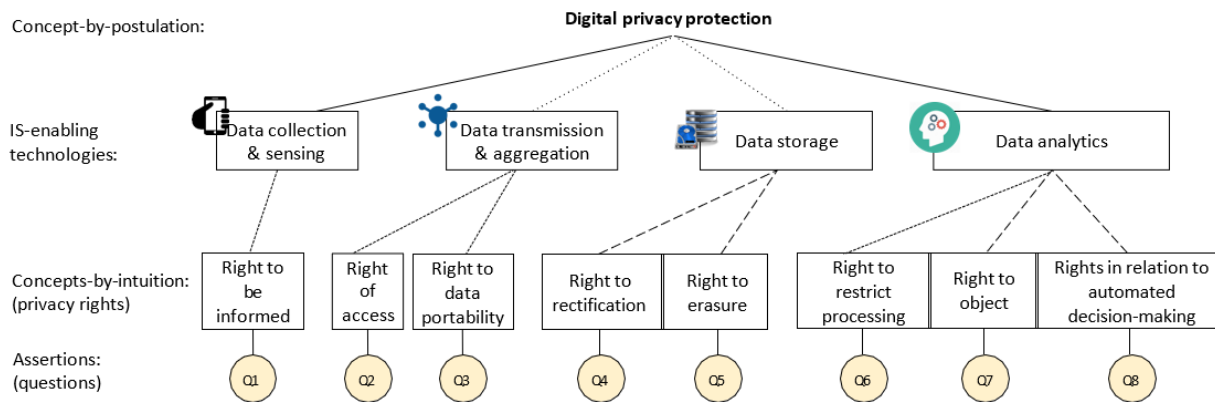 Digital privacy protection
Concept-by-postulation:
IS-enabling
technologies:
Data collection
& sensing
Data transmission
& aggregation
Data storage
Data analytics
Concepts-by-intuition:
(privacy rights)
Right to
be
informed
Right
of
access
Right to
data
portability
Right to
rectification
Right to
erasure
Right to
restrict
processing
Right to
object
Rights in relation to
automated
decision-making
Assertions:
(questions)
Q1
Q2
Q3
Q4
Q5
Q6
Q7
Q8